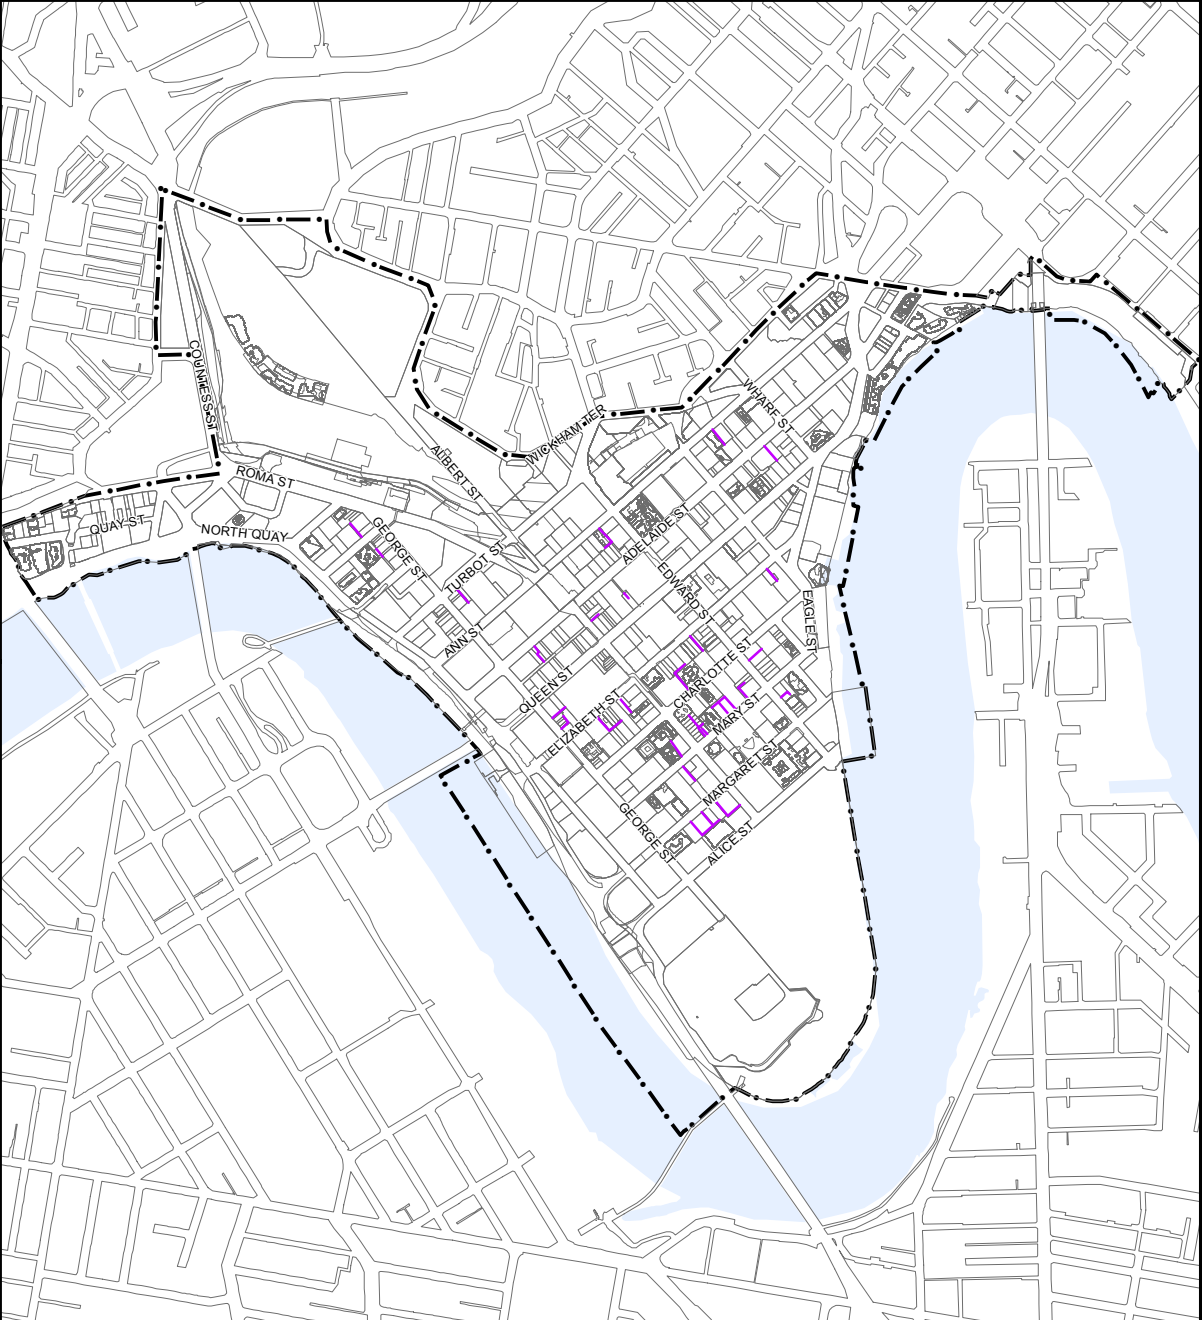 COUNTESS ST
WICKHAM TER
WHARF ST
ALBERT ST
ROMA ST
QUAY ST
NORTH QUAY
GEORGE ST
TURBOT ST
ADELAIDE ST
EDWARD ST
EAGLE ST
ANN ST
QUEEN ST
CHARLOTTE ST
ELIZABETH ST
MARY ST
MARGARET ST
GEORGE ST
ALICE ST